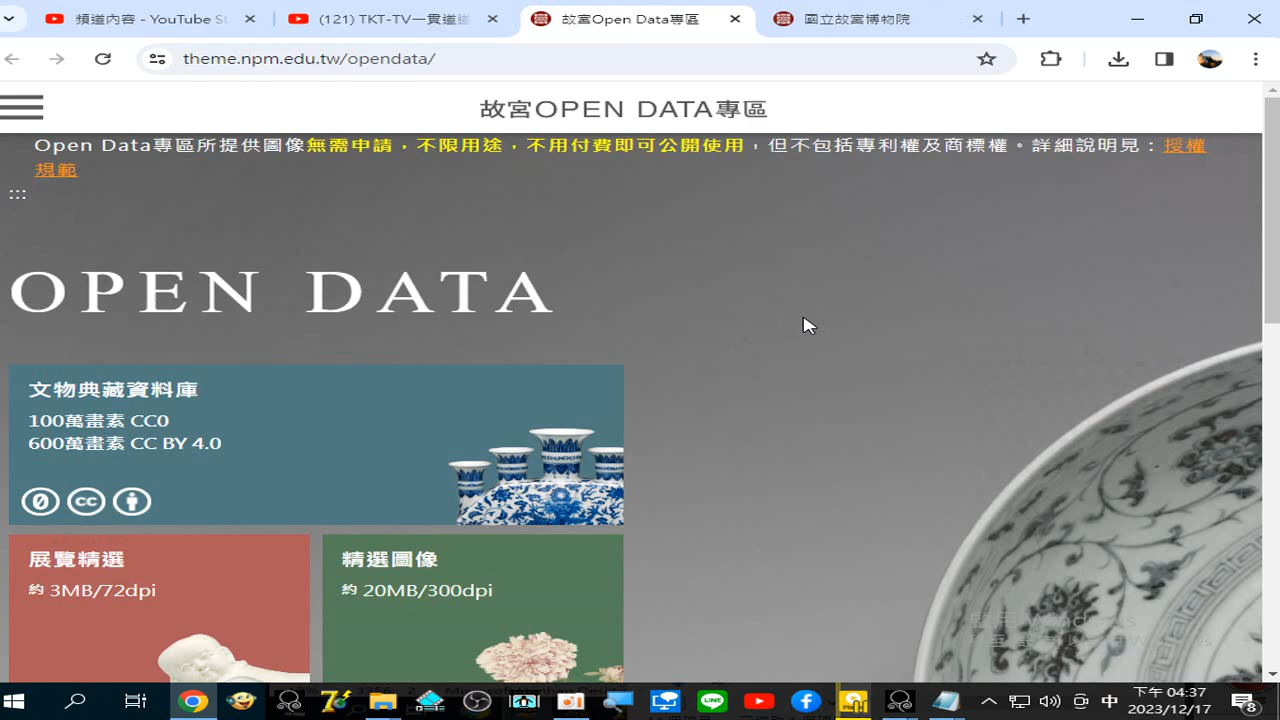 頻道內容 - YouTube St
(121) TKT-TV一貫道道
故宮Open Data專區
國立故宮博物院
theme.npm.edu.tw/opendata/
故宮OPEN DATA專區
Open Data專區所提供圖像無需申請，不限用途，不用付費即可公開使用，但不包括專利權及商標權。詳細說明見：授權
規範
:::
OPEN DATA
文物典藏資料庫
100萬畫素 CC0
600萬畫素 CC BY 4.0
cc
展覽精選
約 3MB/72dpi
精選圖像
約 20MB/300dpi
啟用 Windows
LINE
中
下午 04:37
2023/12/17
8